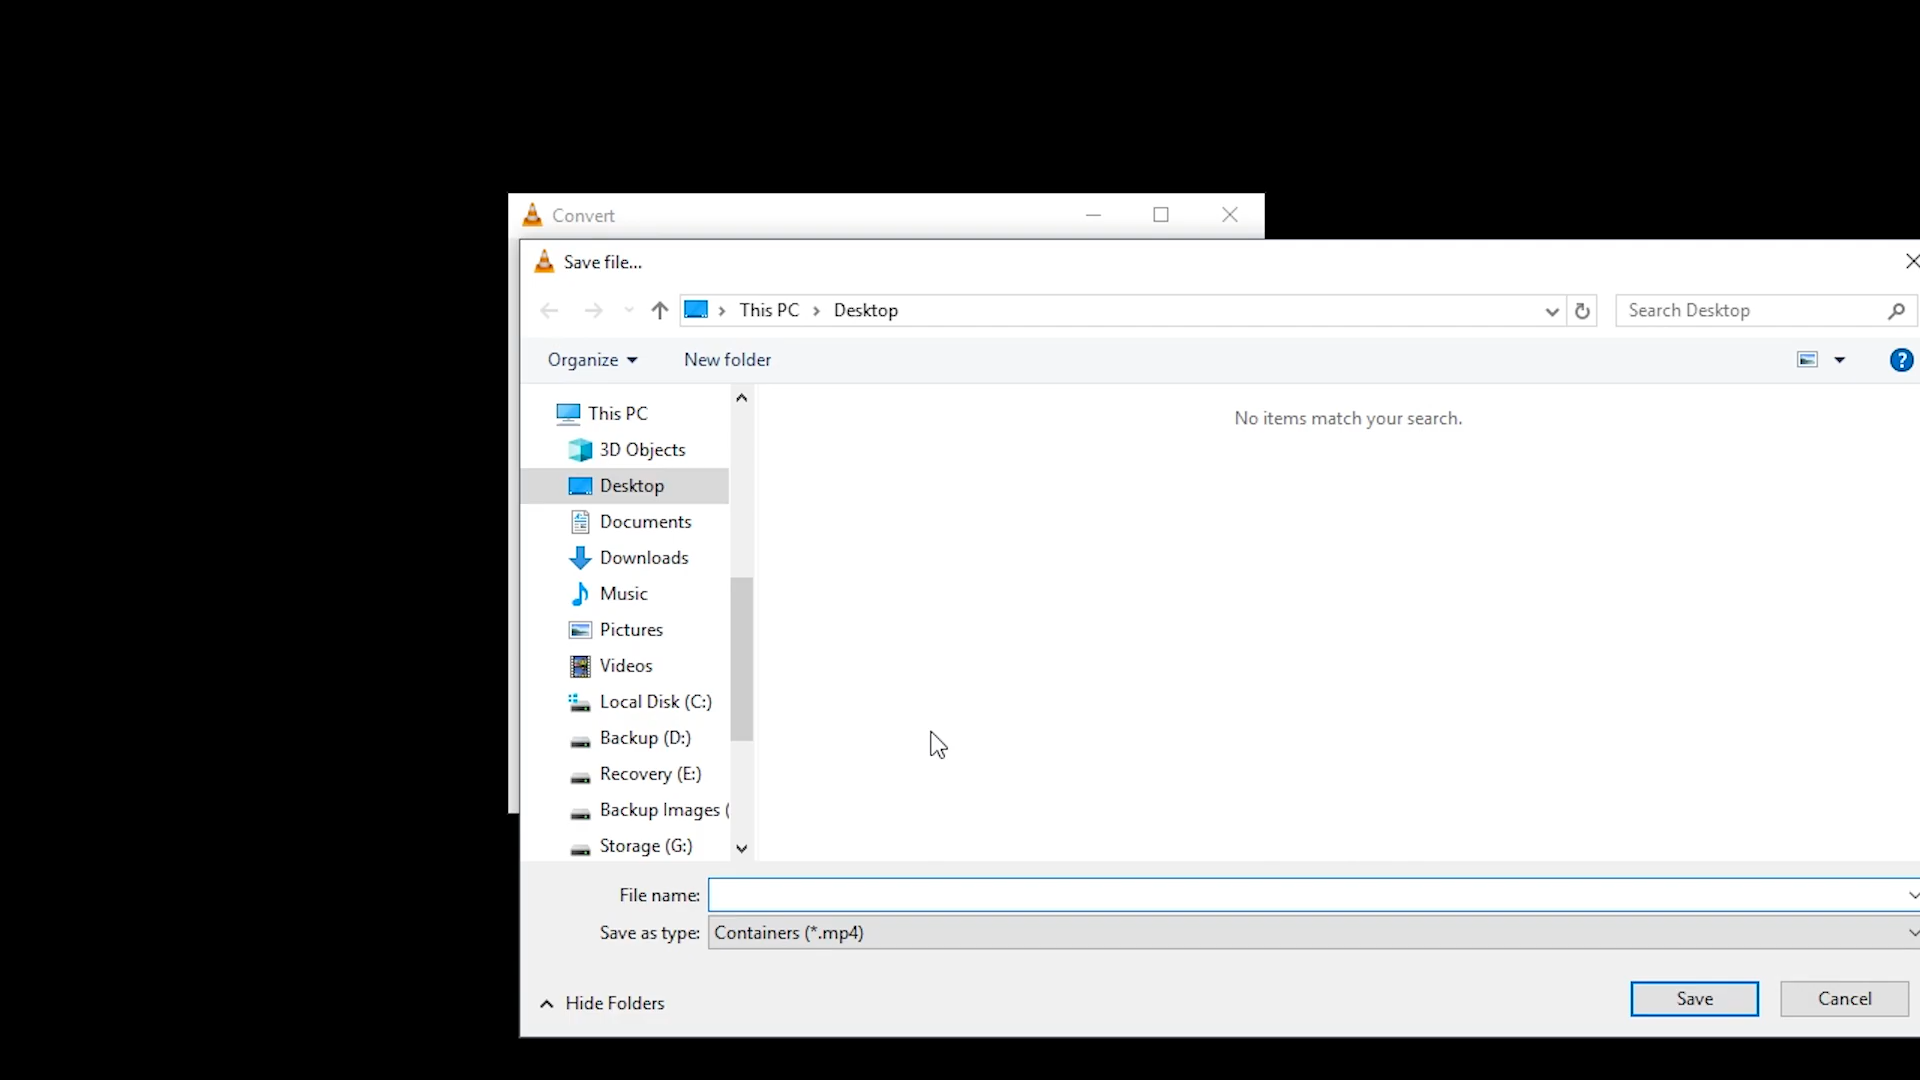 Convert
Save file...
This PC > Desktop
Search Desktop
Organize
New folder
This PC
3D Objects
Desktop
Documents
Downloads
Music
Pictures
Videos
Local Disk (C:)
Backup (D:)
Recovery (E:)
Backup Images (
Storage (G:)
No items match your search.
File name:
Save as type: Containers (*.mp4)
Hide Folders
Save
Cancel